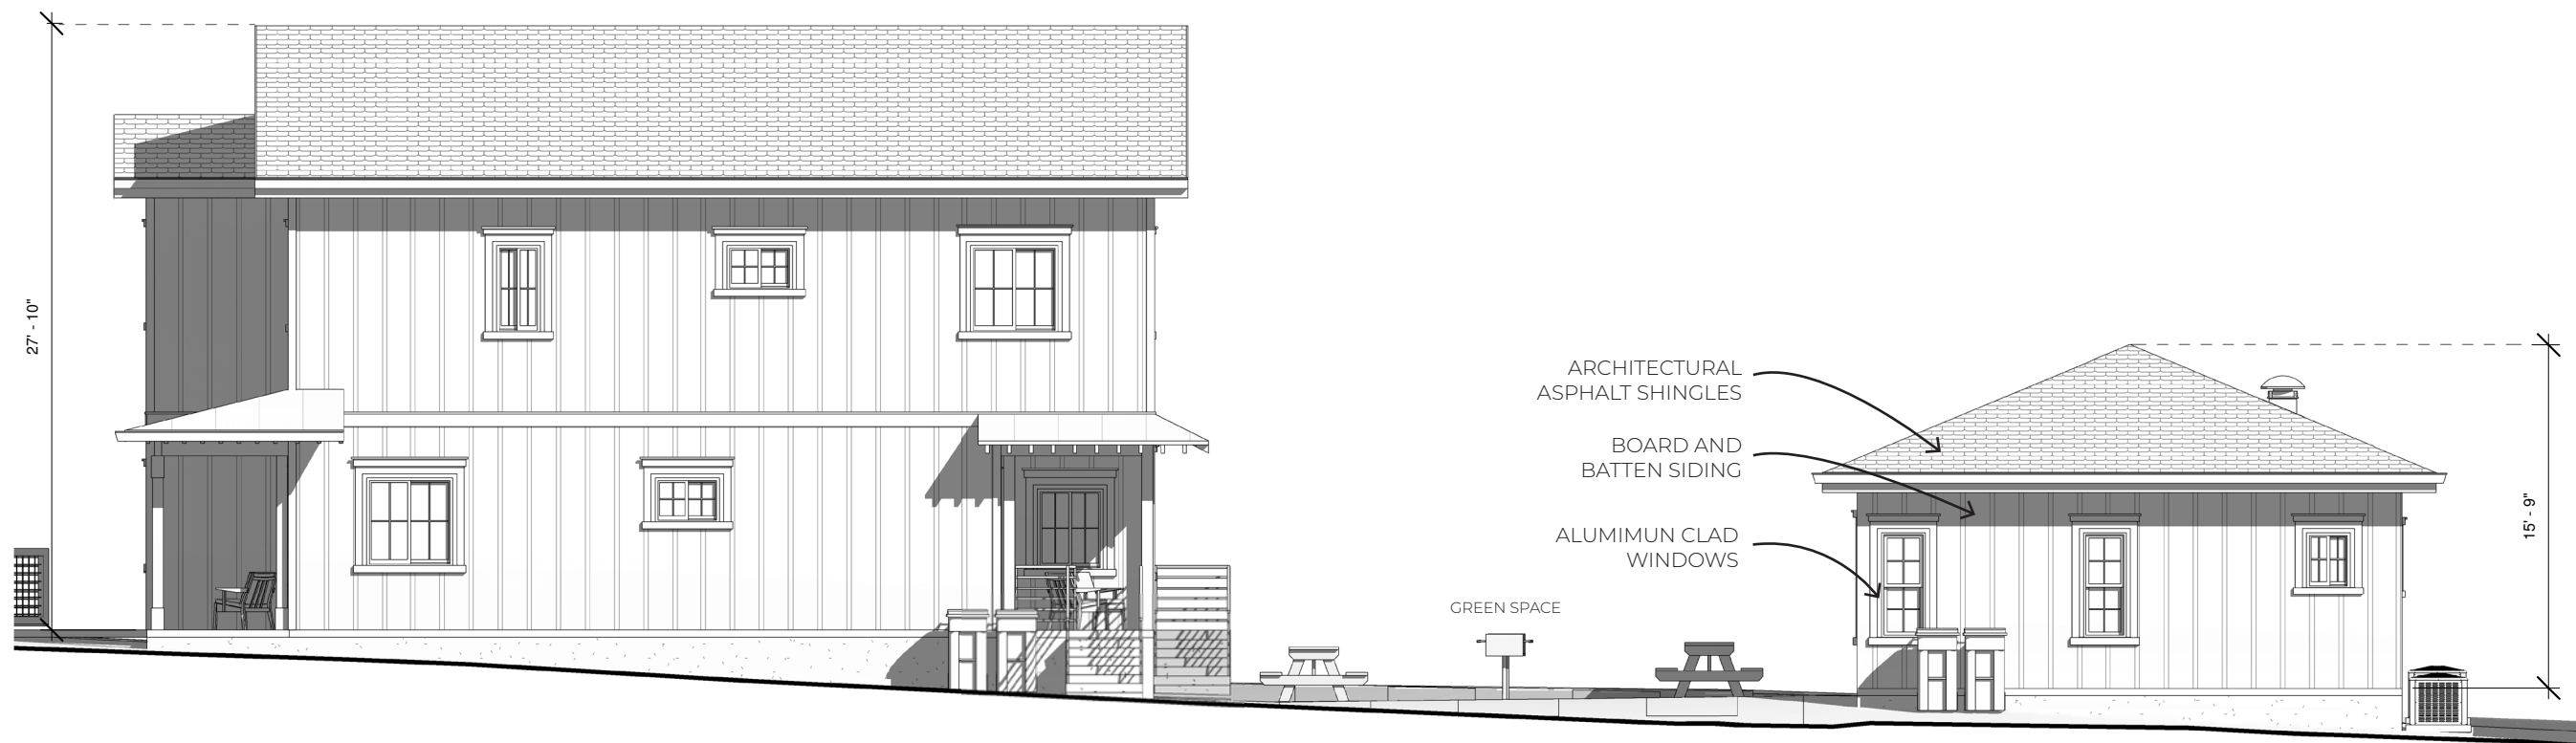 27' - 10"
ARCHITECTURAL
ASPHALT SHINGLES
BOARD AND
BATTEN SIDING
ALUMIMUN CLAD
WINDOWS
GREEN SPACE
15' - 9"